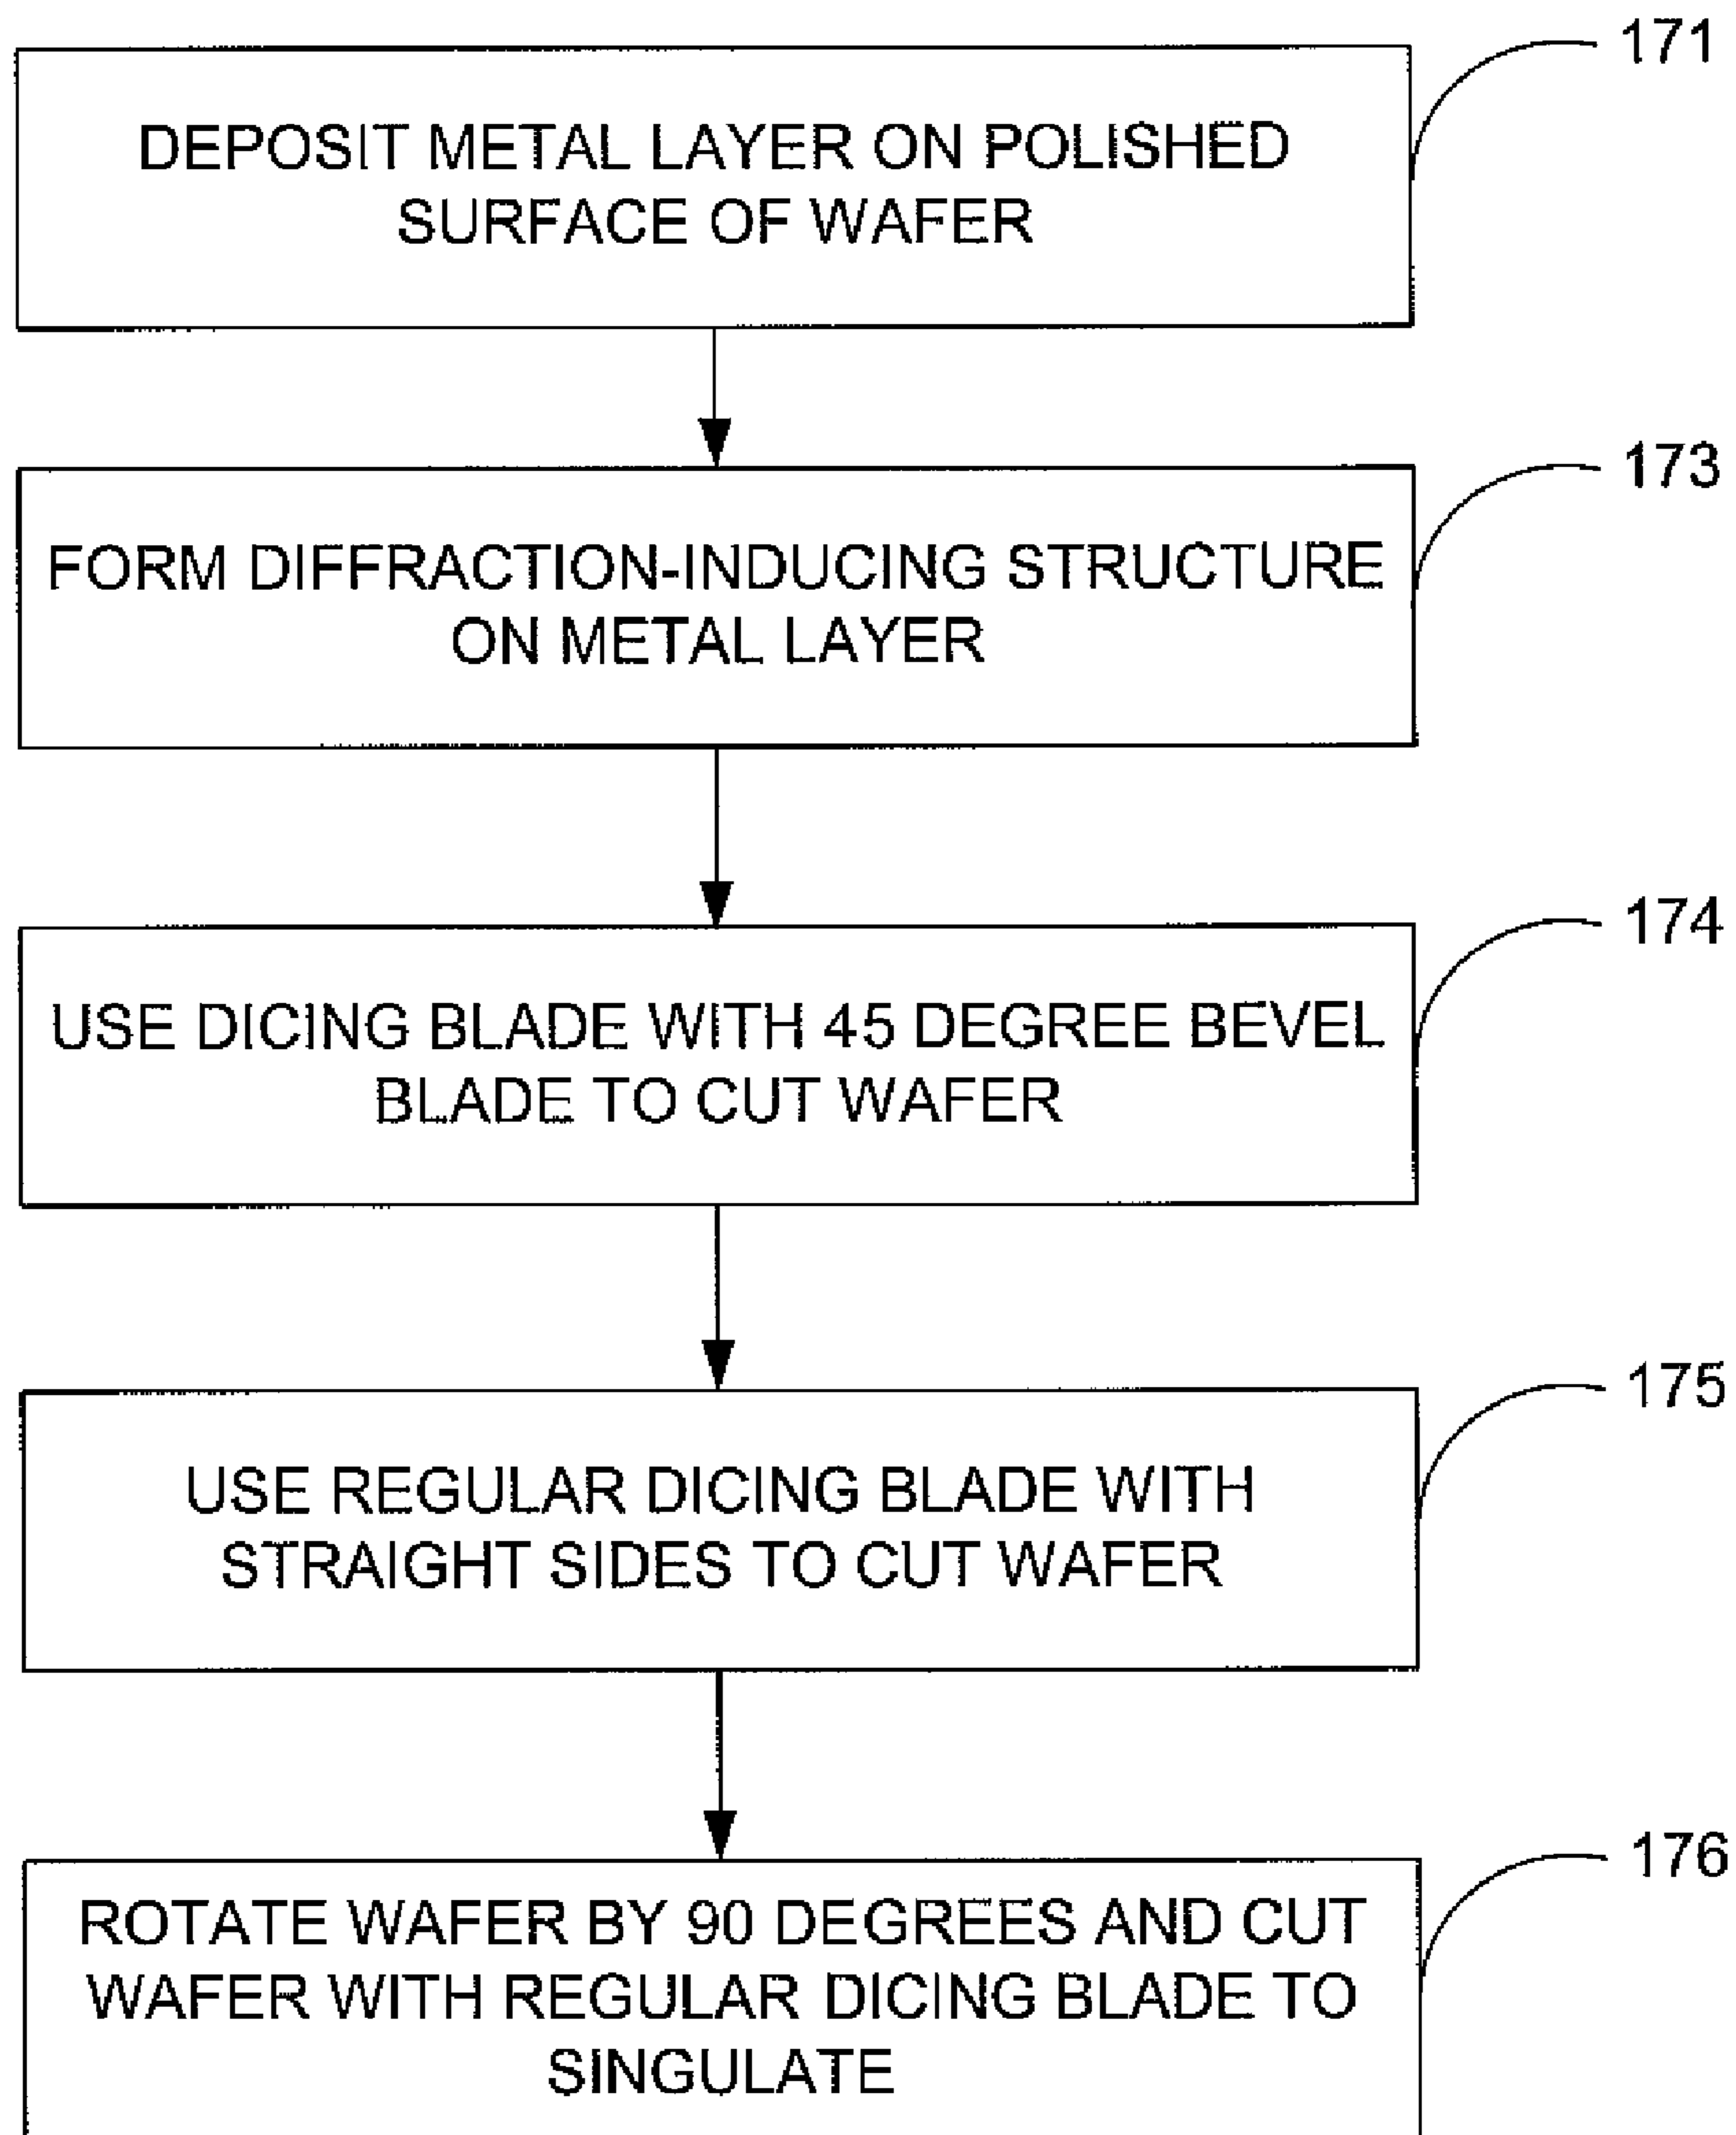 171
DEPOSIT METAL LAYER ON POLISHED
SURFACE OF WAFER
173
FORM DIFFRACTION-INDUCING STRUCTURE
ON METAL LAYER
174
USE DICING BLADE WITH 45 DEGREE BEVEL
BLADE TO CUT WAFER
175
USE REGULAR DICING BLADE WITH
STRAIGHT SIDES TO CUT WAFER
176
ROTATE WAFER BY 90 DEGREES AND CUT
WAFER WITH REGULAR DICING BLADE TO
SINGULATE